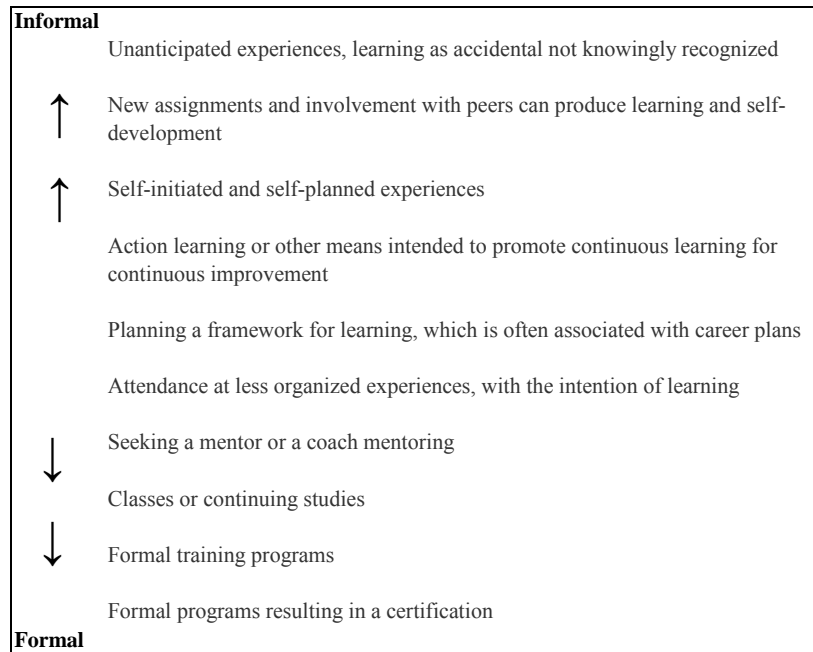 Informal
Unanticipated experiences, learning as accidental not knowingly recognized
New assignments and involvement with peers can produce learning and self-
development
Self-initiated and self-planned experiences
Action learning or other means intended to promote continuous learning for
continuous improvement
Planning a framework for learning, which is often associated with career plans
Attendance at less organized experiences, with the intention of learning
Seeking a mentor or a coach mentoring
Classes or continuing studies
Formal training programs
Formal programs resulting in a certification
Formal